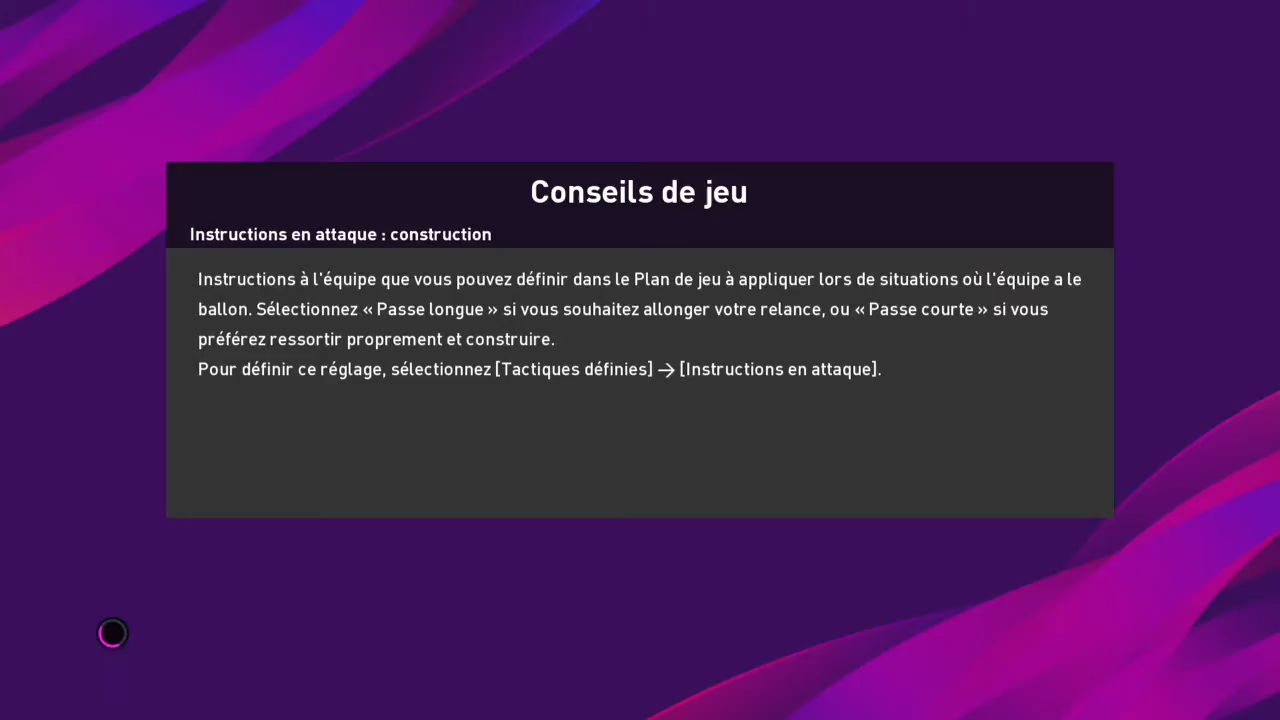 Conseils de jeu
Instructions en attaque : construction
Instructions à l'équipe que vous pouvez définir dans le Plan de jeu à appliquer lors de situations où l'équipe a le
ballon. Sélectionnez « Passe longue » si vous souhaitez allonger votre relance, ou « Passe courte » si vous
préférez ressortir proprement et construire.
Pour définir ce réglage, sélectionnez [Tactiques définies] → [Instructions en attaque].